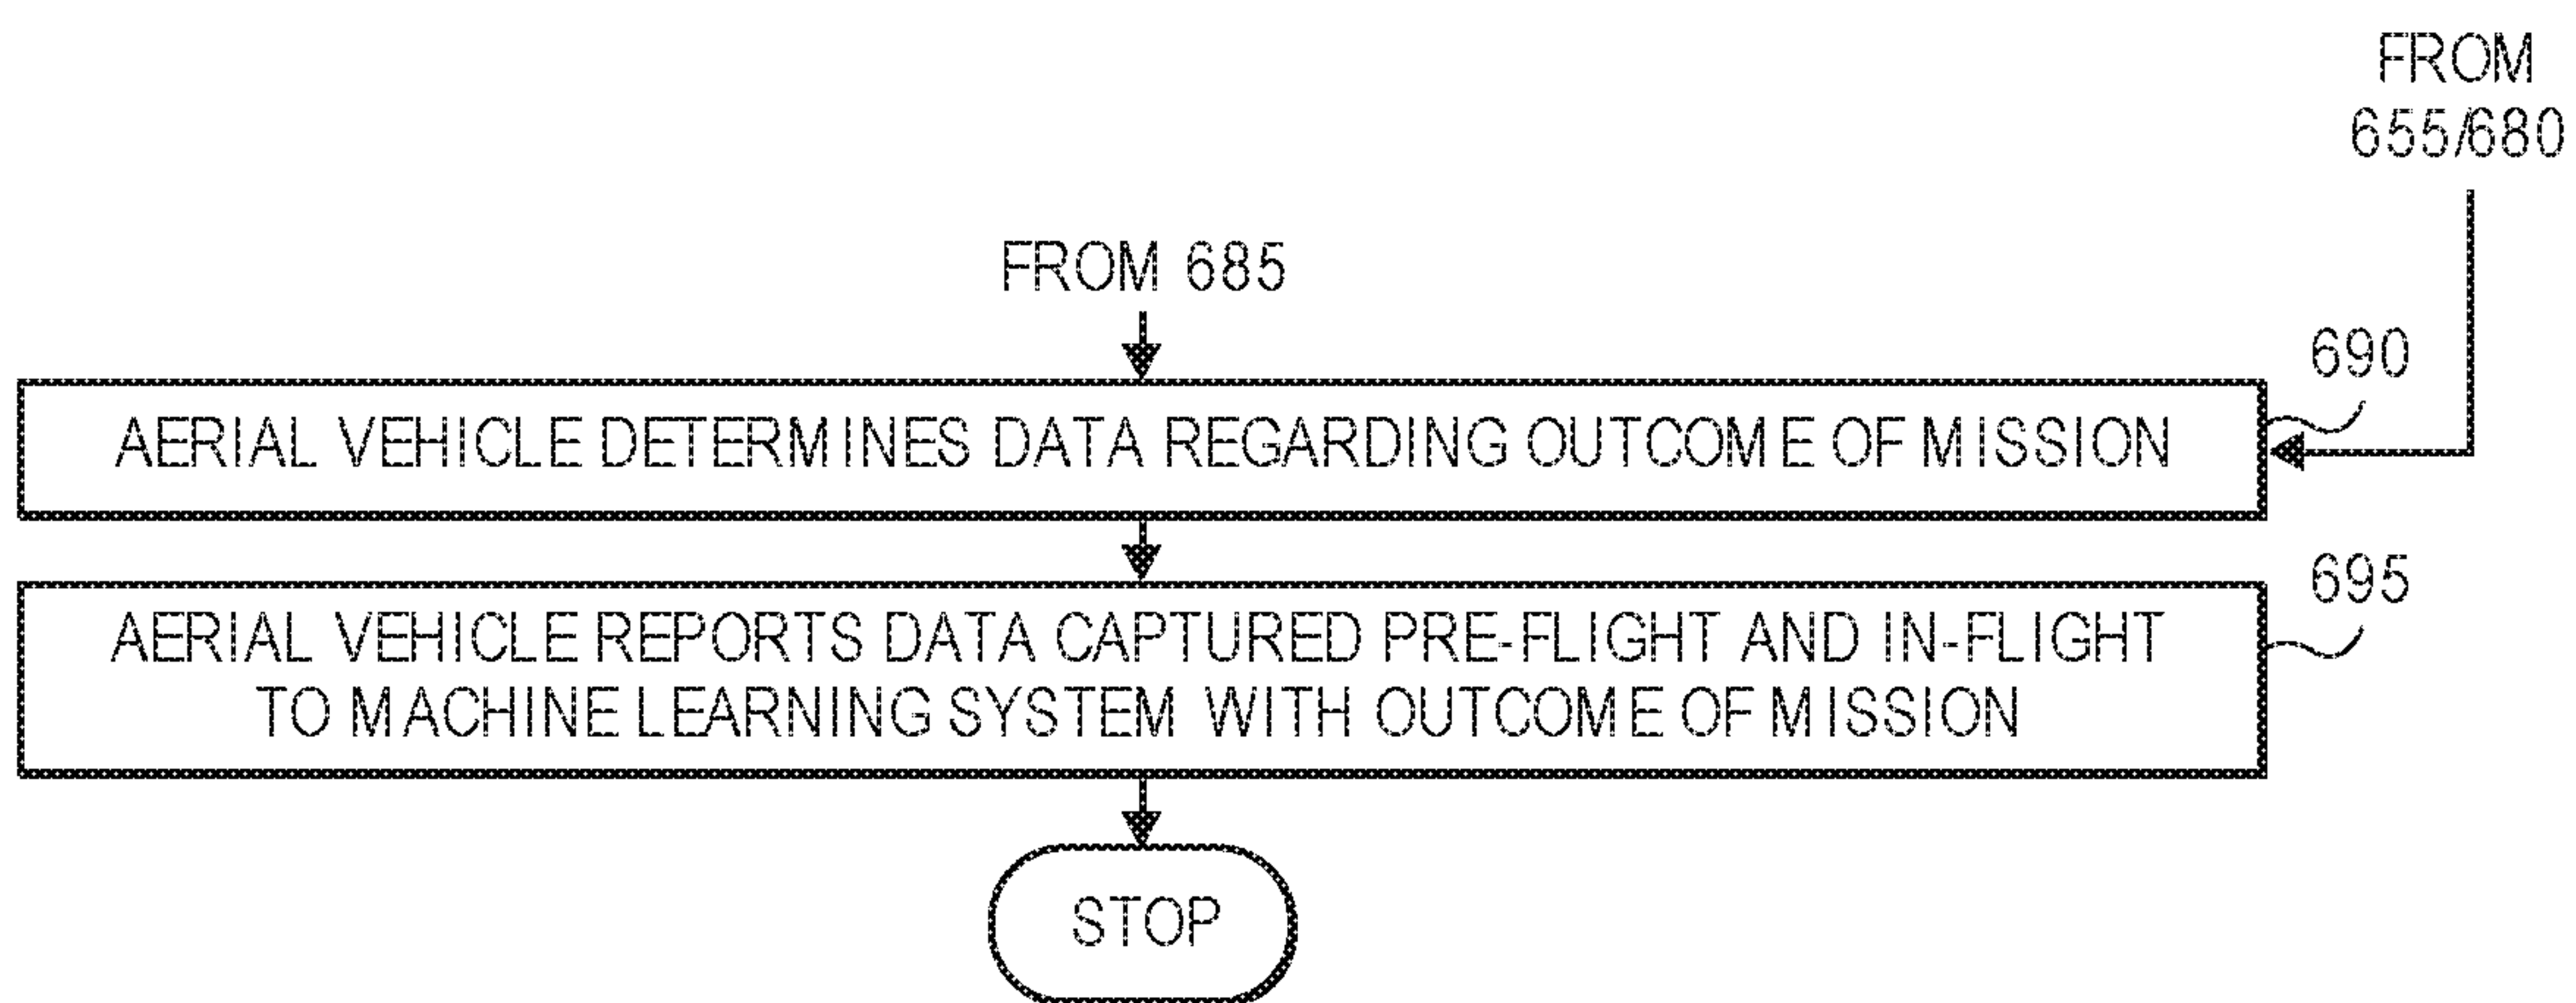 FROM
655/680
FROM 685
690
AERIAL VEHICLE DETERMINES DATA REGARDING OUTCOME OF MISSION
695
AERIAL VEHICLE REPORTS DATA CAPTURED PRE-FLIGHT AND IN-FLIGHT
TO MACHINE LEARNING SYSTEM WITH OUTCOME OF MISSION
STOP